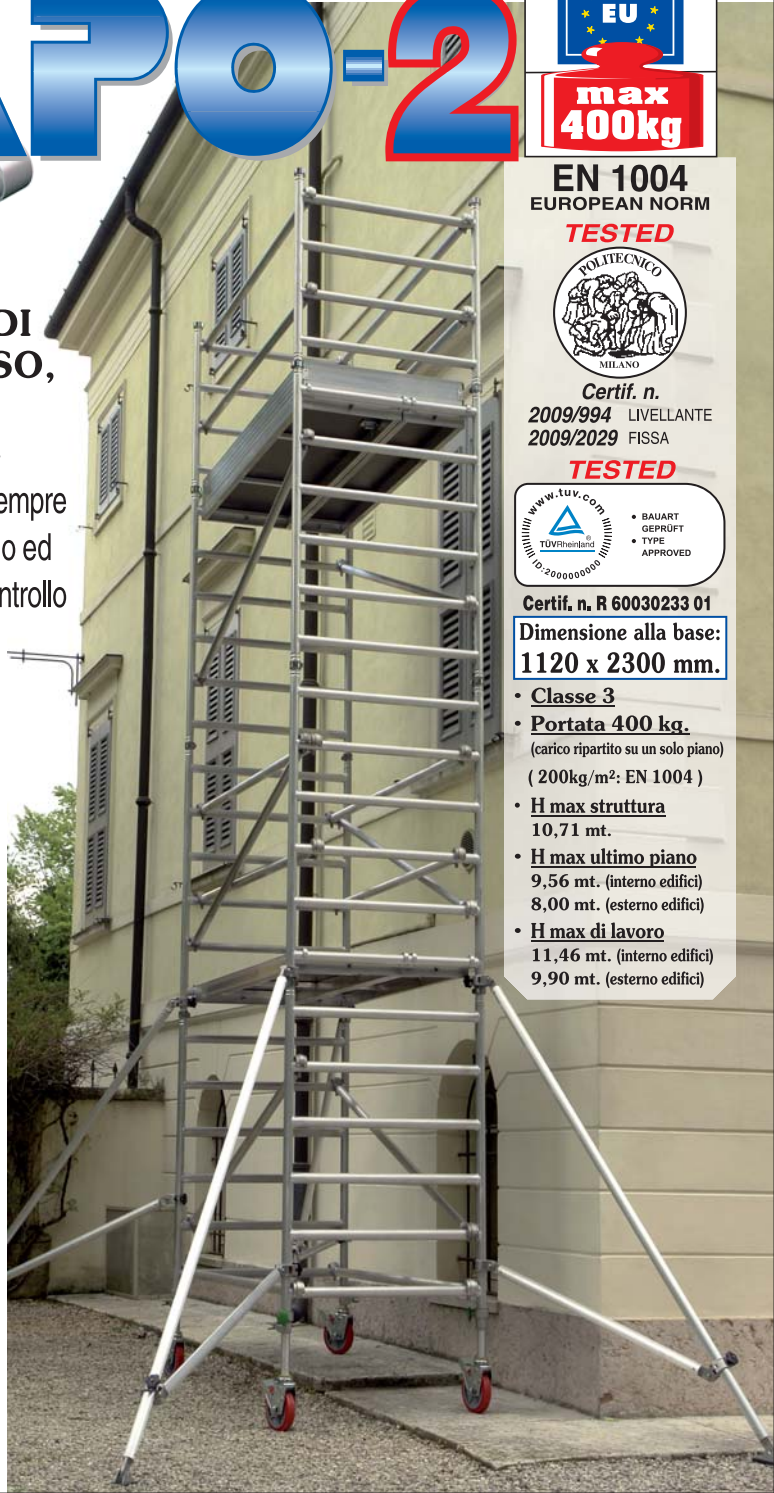 APO-2
EU
max
400kg
EN 1004
EUROPEAN NORM
TESTED
POLITECNICO
MILANO
Certif. n.
2009/994 LIVELLANTE
2009/2029 FISSA
TESTED
www.tuv.com
TÜVRheinland®
ID:2000000000
• BAUART
GEPRÜFT
• TYPE
APPROVED
Certif. n. R 60030233 01
Dimensione alla base:
1120 x 2300 mm.
• Classe 3
• Portata 400 kg.
(carico ripartito su un solo piano)
( 200kg/m²: EN 1004 )
• H max struttura
10,71 mt.
• H max ultimo piano
9,56 mt. (interno edifici)
8,00 mt. (esterno edifici)
• H max di lavoro
11,46 mt. (interno edifici)
9,90 mt. (esterno edifici)
DI
SO,
empre
o ed
ntrollo